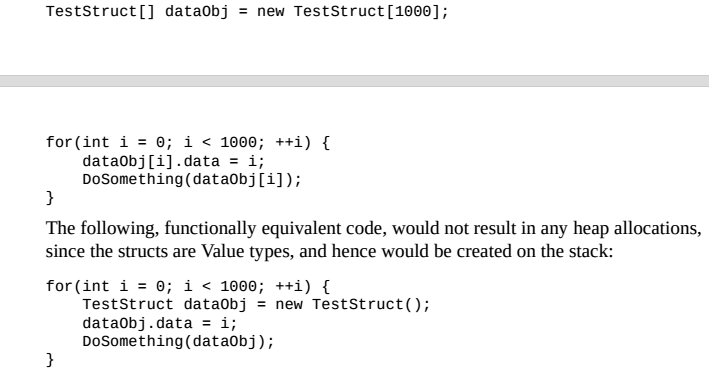 TestStruct[] dataObj = new TestStruct[1000];
for(int i = 0; i < 1000; ++i) {
    dataObj[i].data = i;
    DoSomething(dataObj[i]);
}
The following, functionally equivalent code, would not result in any heap allocations,
since the structs are Value types, and hence would be created on the stack:
for(int i = 0; i < 1000; ++i) {
    TestStruct dataObj = new TestStruct();
    dataObj.data = i;
    DoSomething(dataObj);
}